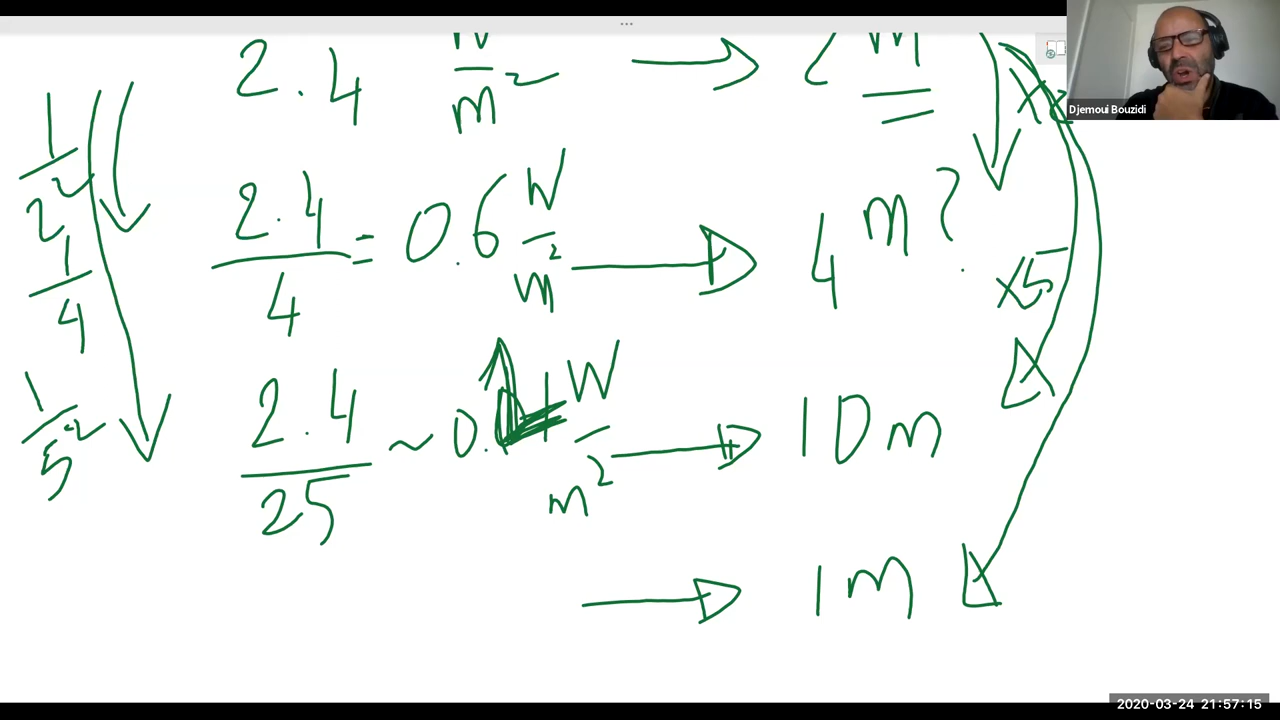 2.4 W/m² → 2 m ×2
1/2² 1/4 2.4/4 = 0.6 W/m² → 4 m?
×5
1/5² 2.4/25 ~ 0.1 W/m² → 10 m
→ 1 m
Djemoui Bouzidi
2020-03-24 21:57:15